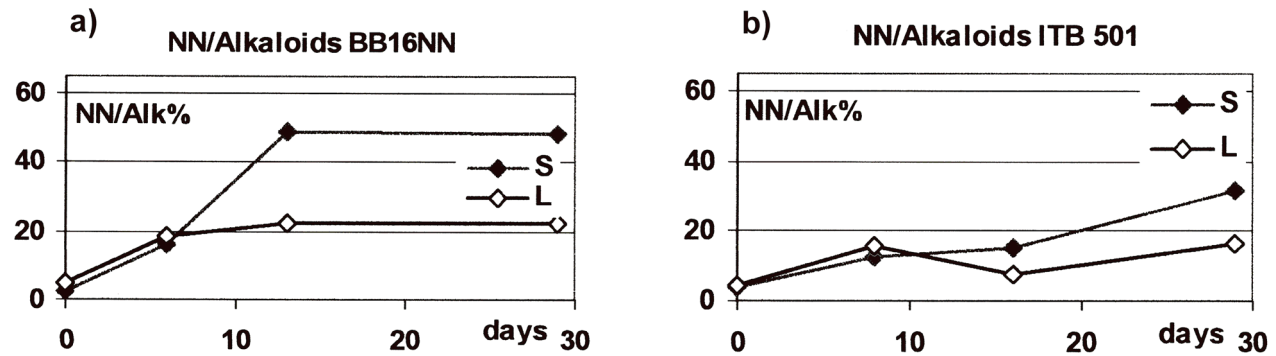 a)
NN/Alkaloids BB16NN
60
NN/Alk%
40
S
L
20
0
0 10 20 days 30
b)
NN/Alkaloids ITB 501
60
NN/Alk%
S
L
40
20
0
0 10 20 days 30